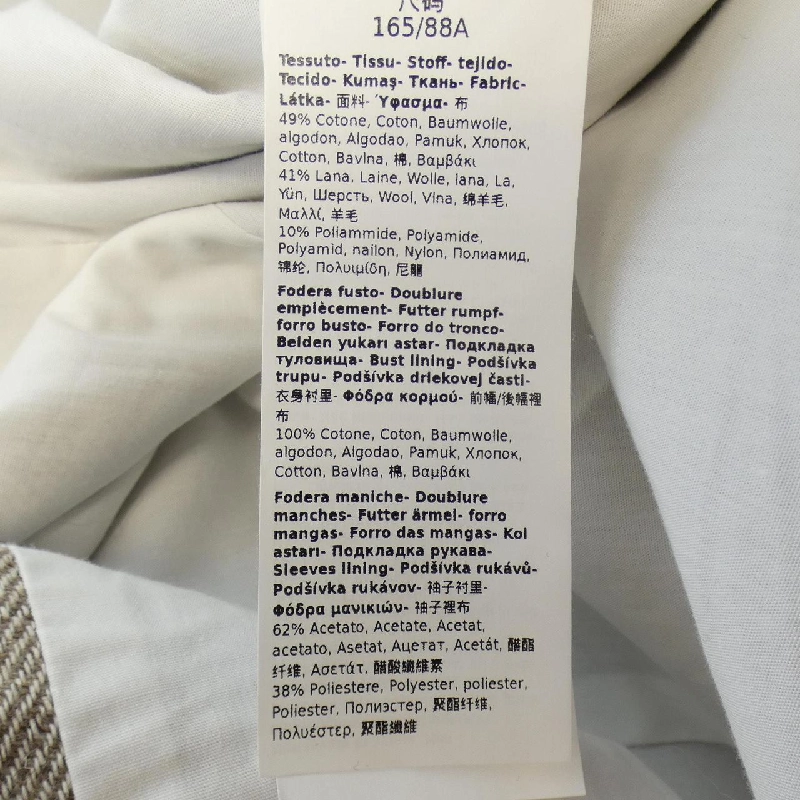 尺码
165/88A
Tessuto- Tissu- Stoff- tejido-
Tecido- Kumaş- Ткань- Fabric-
Látka- 面料- Ύφασμα- 布
49% Cotone, Coton, Baumwolle,
algodon, Algodao, Pamuk, Хлопок,
Cotton, Bavlna, 棉, Βαμβάκι
41% Lana, Laine, Wolle, lana, La,
Yün, Шерсть, Wool, Vlna, 绵羊毛,
Μαλλί, 羊毛
10% Poliammide, Polyamide,
Polyamid, nailon, Nylon, Полиамид,
锦纶, Πολυιμίδη, 尼龍
Fodera fusto- Doublure
emplècement- Futter rumpf-
forro busto- Forro do tronco-
Belden yukarı astar- Подкладка
туловища- Bust lining- Podšívka
trupu- Podšívka driekovej časti-
衣身衬里- Φόδρα κορμού- 前幅/後幅裡
布
100% Cotone, Coton, Baumwolle,
algodon, Algodao, Pamuk, Хлопок,
Cotton, Bavlna, 棉, Βαμβάκι
Fodera maniche- Doublure
manches- Futter ärmel- forro
mangas- Forro das mangas- Kol
astarı- Подкладка рукава-
Sleeves lining- Podšívka rukávů-
Podšívka rukávov- 袖子衬里-
Φόδρα μανικιών- 袖子裡布
62% Acetato, Acetate, Acetat,
acetato, Asetat, Ацетат, Acetát, 醋酯
纤维, Ασετάτ, 醋酸纖維素
38% Poliestere, Polyester, poliester,
Poliester, Полиэстер, 聚酯纤维,
Πολυέστερ, 聚酯纖維